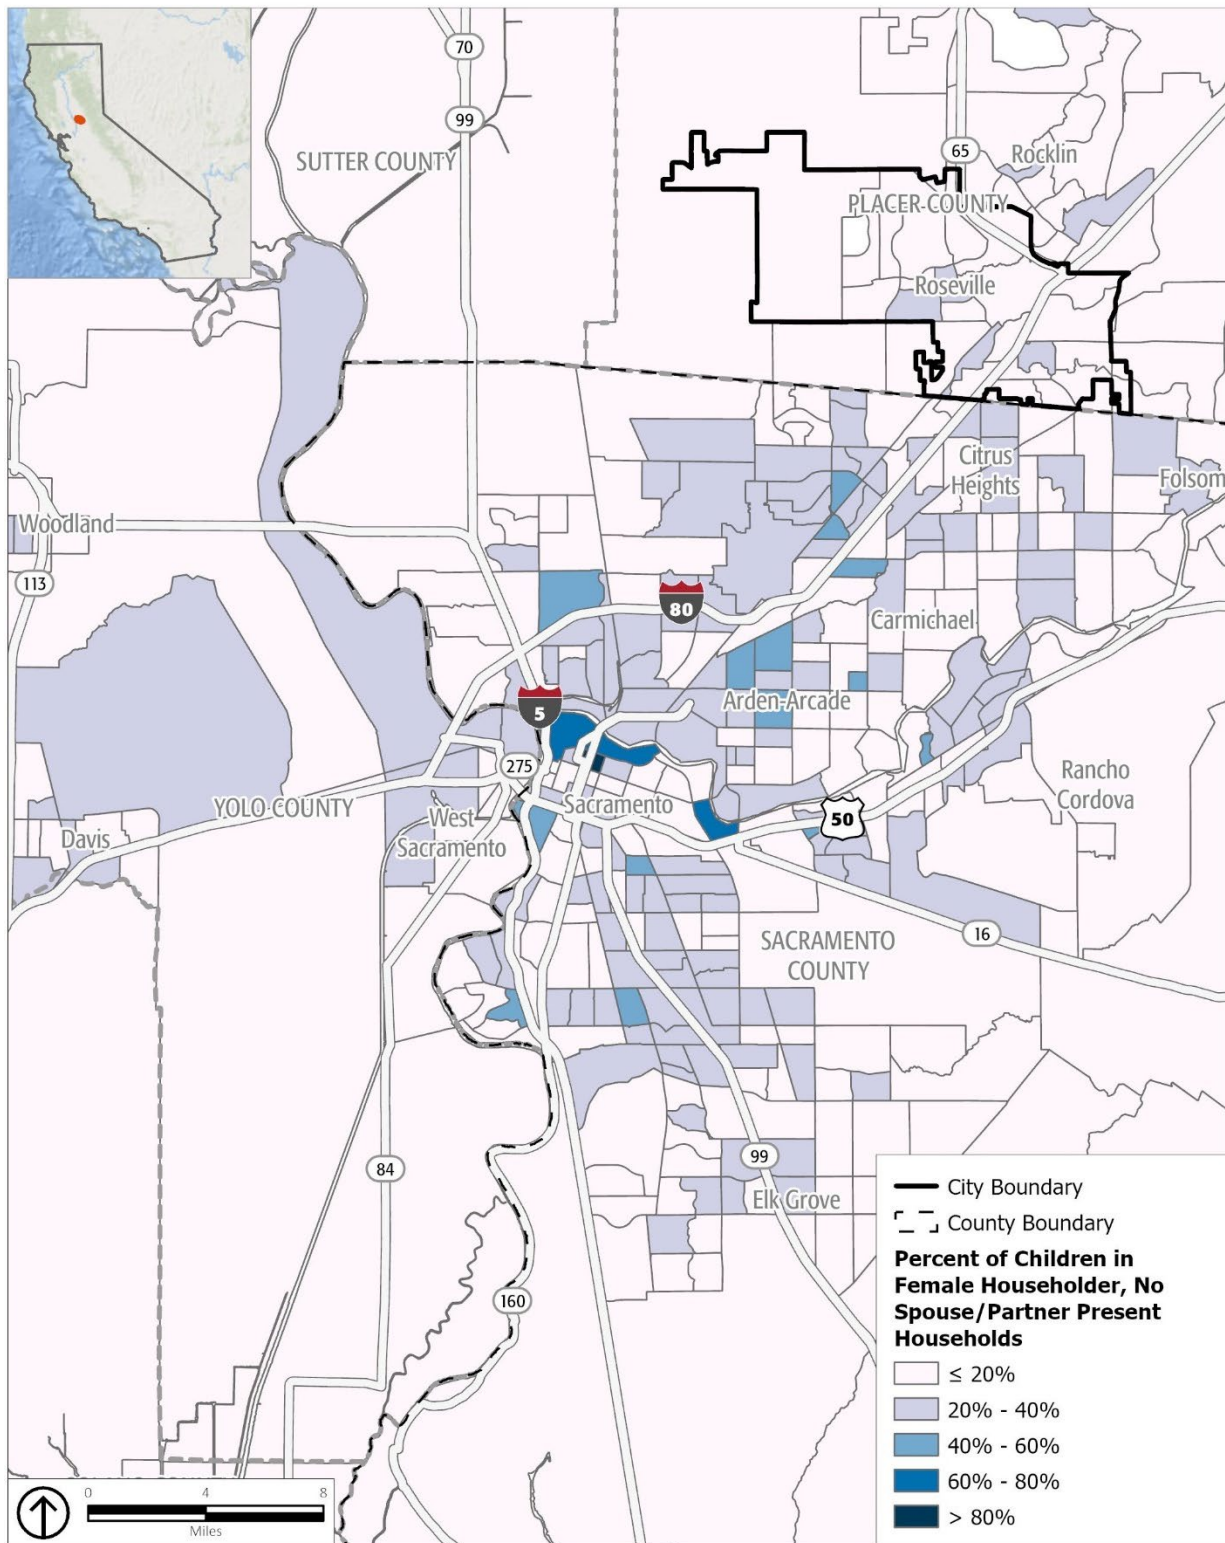 70
99
SUTTER COUNTY
65
Rocklin
PLACER COUNTY
Roseville
Citrus
Heights
Folsom
Woodland
113
80
Carmichael
5
Arden-Arcade
275
Rancho
Cordova
YOLO COUNTY
West
Sacramento
Sacramento
50
Davis
16
SACRAMENTO
COUNTY
99
84
Elk Grove
160
City Boundary
County Boundary
Percent of Children in
Female Householder, No
Spouse/Partner Present
Households
≤ 20%
20% - 40%
40% - 60%
60% - 80%
> 80%
0 4 8
Miles